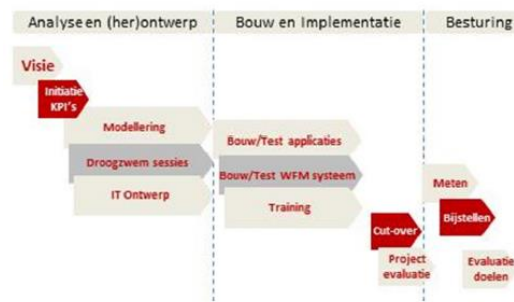 Analyse en (her)ontwerp
Bouw en Implementatie
Besturing
Visie
Initiatie
KPI's
Modellering
Droogzwem sessies
IT Ontwerp
Bouw/Test applicaties
Bouw/Test WFM systeem
Training
Cut-over
Project
evaluatie
Meten
Bijstellen
Evaluatie
doelen